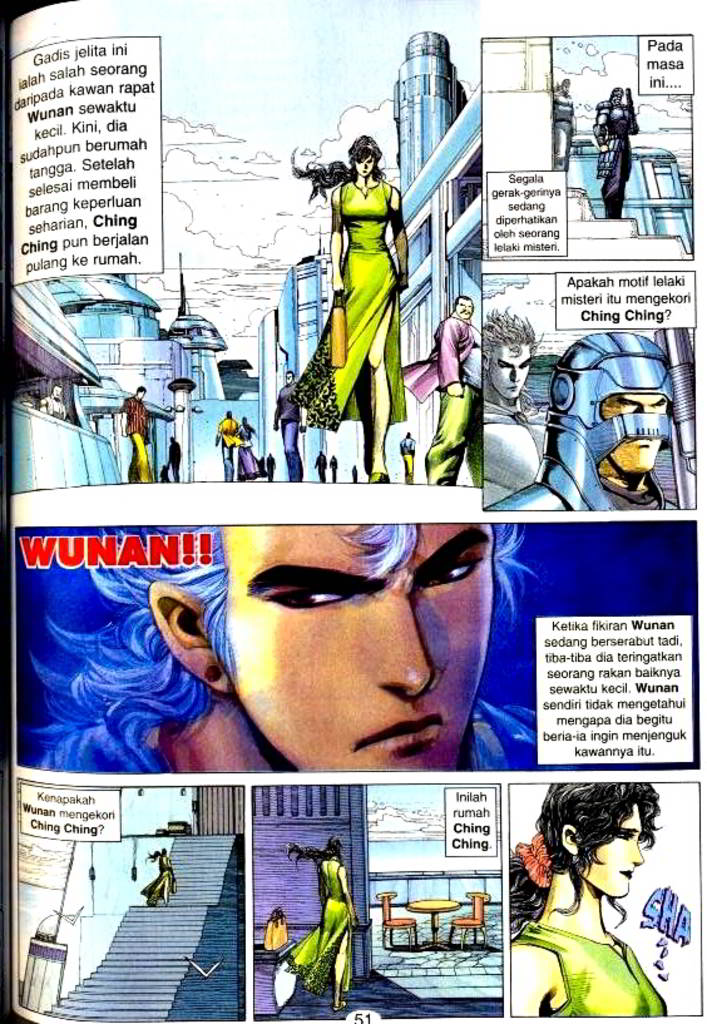 Gadis jelita ini
ialah salah seorang
daripada kawan rapat
Wunan sewaktu
kecil. Kini, dia
sudahpun berumah
tangga. Setelah
selesai membeli
barang keperluan
seharian, Ching
Ching pun berjalan
pulang ke rumah.
Pada
masa
ini....
Segala
gerak-gerinya
sedang
diperhatikan
oleh seorang
lelaki misteri.
Apakah motif lelaki
misteri itu mengekori
Ching Ching?
WUNAN!!
Ketika fikiran Wunan
sedang berserabut tadi,
tiba-tiba dia teringatkan
seorang rakan baiknya
sewaktu kecil. Wunan
sendiri tidak mengetahui
mengapa dia begitu
beria-ia ingin menjenguk
kawannya itu.
Kenapakah
Wunan mengekori
Ching Ching?
Inilah
rumah
Ching
Ching.
SHA
51